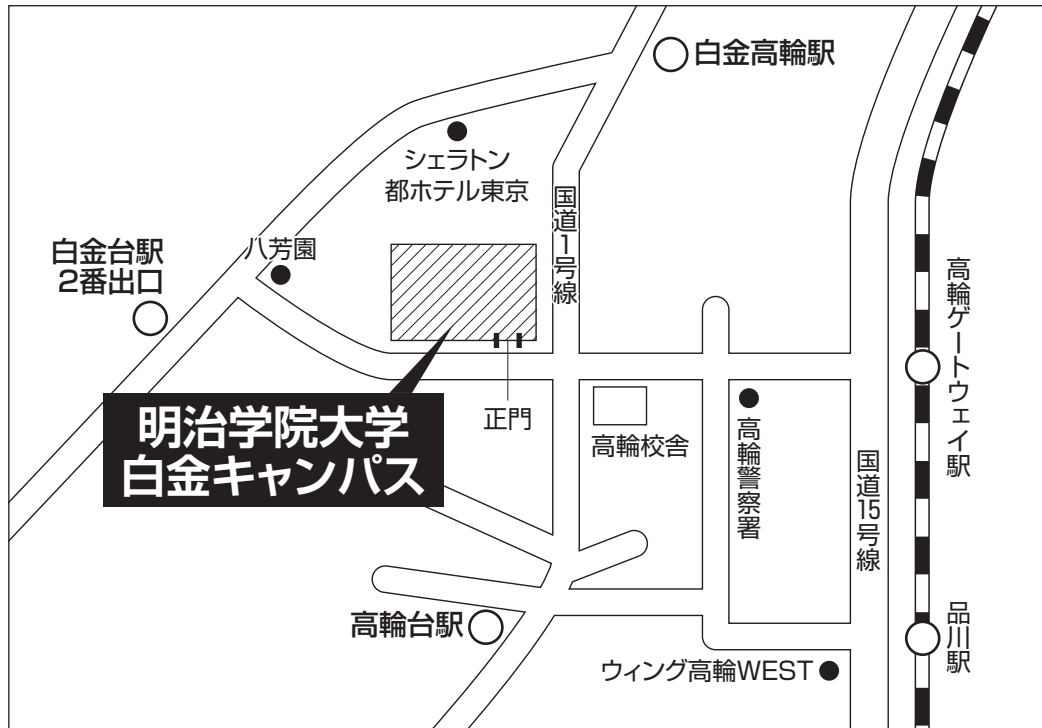 白金高輪駅
シェラトン
都ホテル東京
国道1号線
八芳園
白金台駅
2番出口
高輪ゲートウェイ駅
正門
明治学院大学
白金キャンパス
高輪校舎
高輪警察署
国道15号線
高輪台駅
品川駅
ウィング高輪WEST